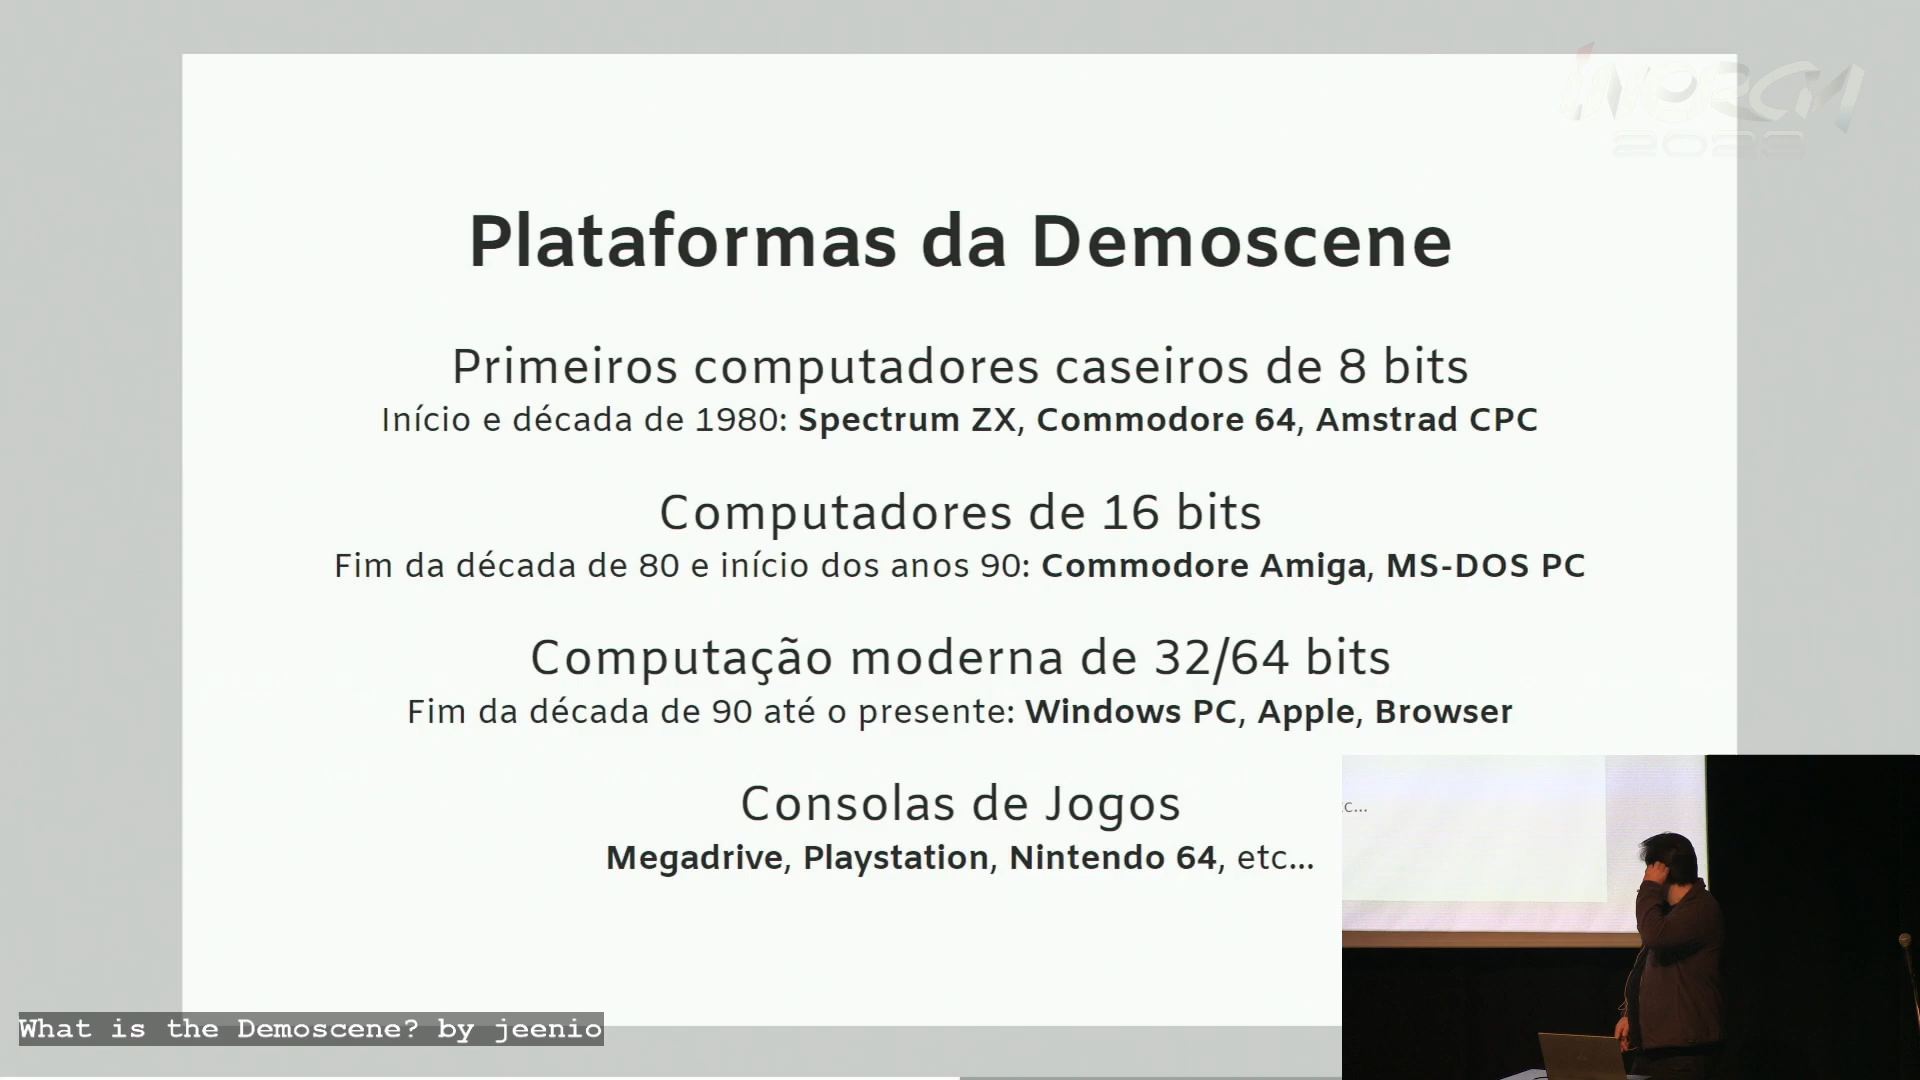 INÉRCIA
2023
Plataformas da Demoscene
Primeiros computadores caseiros de 8 bits
Início e década de 1980: Spectrum ZX, Commodore 64, Amstrad CPC
Computadores de 16 bits
Fim da década de 80 e início dos anos 90: Commodore Amiga, MS-DOS PC
Computação moderna de 32/64 bits
Fim da década de 90 até o presente: Windows PC, Apple, Browser
Consolas de Jogos
Megadrive, Playstation, Nintendo 64, etc...
tc...
What is the Demoscene? by jeenio